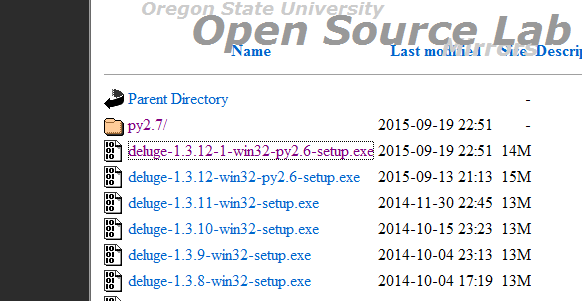 Oregon State University
Open Source Lab
Mirrors
Name Last modified Size Descrip
Parent Directory -
py2.7/ 2015-09-19 22:51 -
deluge-1.3.12-1-win32-py2.6-setup.exe 2015-09-19 22:51 14M
deluge-1.3.12-win32-py2.6-setup.exe 2015-09-13 21:13 15M
deluge-1.3.11-win32-setup.exe 2014-11-30 22:45 13M
deluge-1.3.10-win32-setup.exe 2014-10-15 23:23 13M
deluge-1.3.9-win32-setup.exe 2014-10-04 23:13 13M
deluge-1.3.8-win32-setup.exe 2014-10-04 17:19 13M